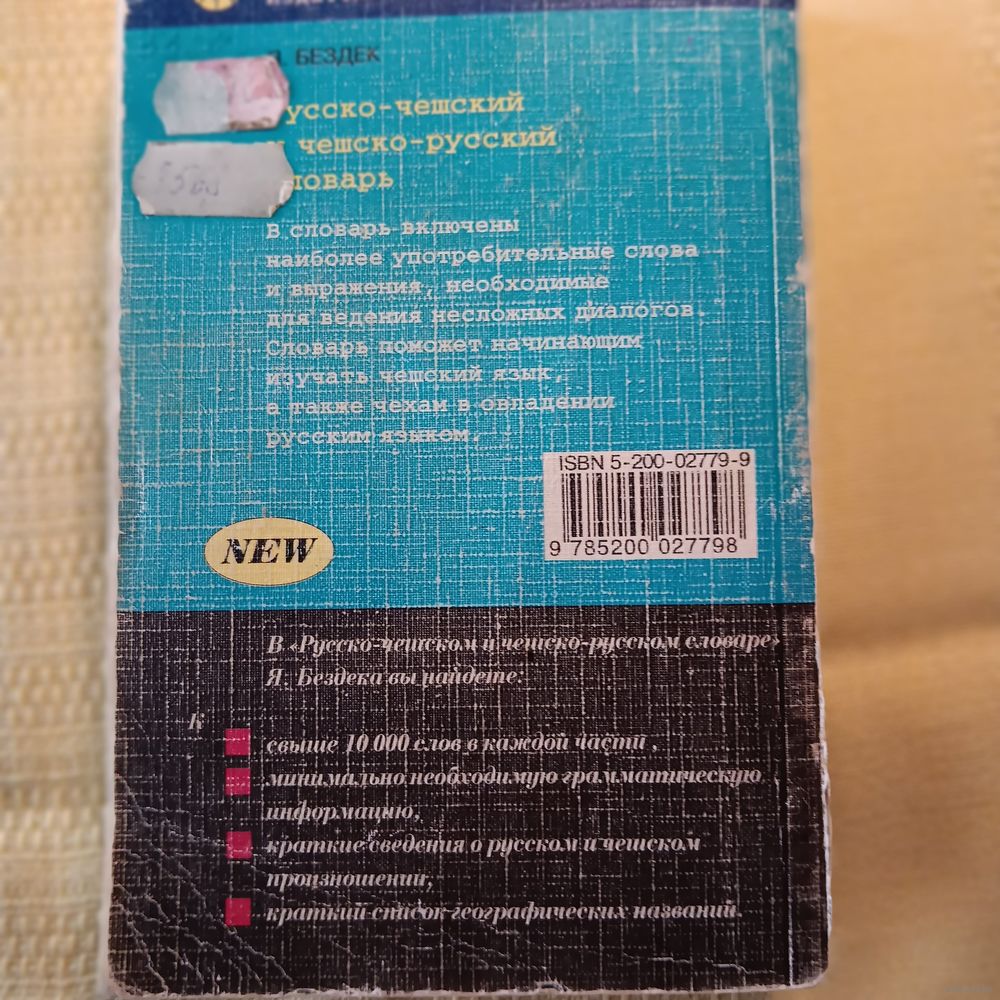 БЕЗДЕК
усско-чешский
чешско-русский
ловарь
В словарь включены
наиболее употребительные слова
и выражения, необходимые
для ведения несложных диалогов.
Словарь поможет начинающим
изучать чешский язык,
а также чехам в овладении
русским языком.
ISBN 5-200-02779-9
9 785200 027798
NEW
В «Русско-чешском и чешско-русском словаре»
Я. Бездека вы найдете:
К
свыше 10 000 слов в каждой части,
минимально необходимую грамматическую
информацию,
краткие сведения о русском и чешском
произношении,
краткий список географических названий.